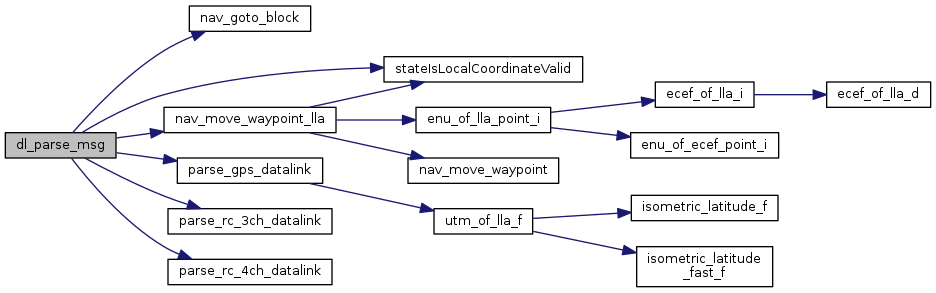 nav_goto_block
stateIsLocalCoordinateValid
ecef_of_lla_i
ecef_of_lla_d
nav_move_waypoint_lla
enu_of_lla_point_i
dl_parse_msg
enu_of_ecef_point_i
parse_gps_datalink
nav_move_waypoint
isometric_latitude_f
parse_rc_3ch_datalink
utm_of_lla_f
isometric_latitude
_fast_f
parse_rc_4ch_datalink